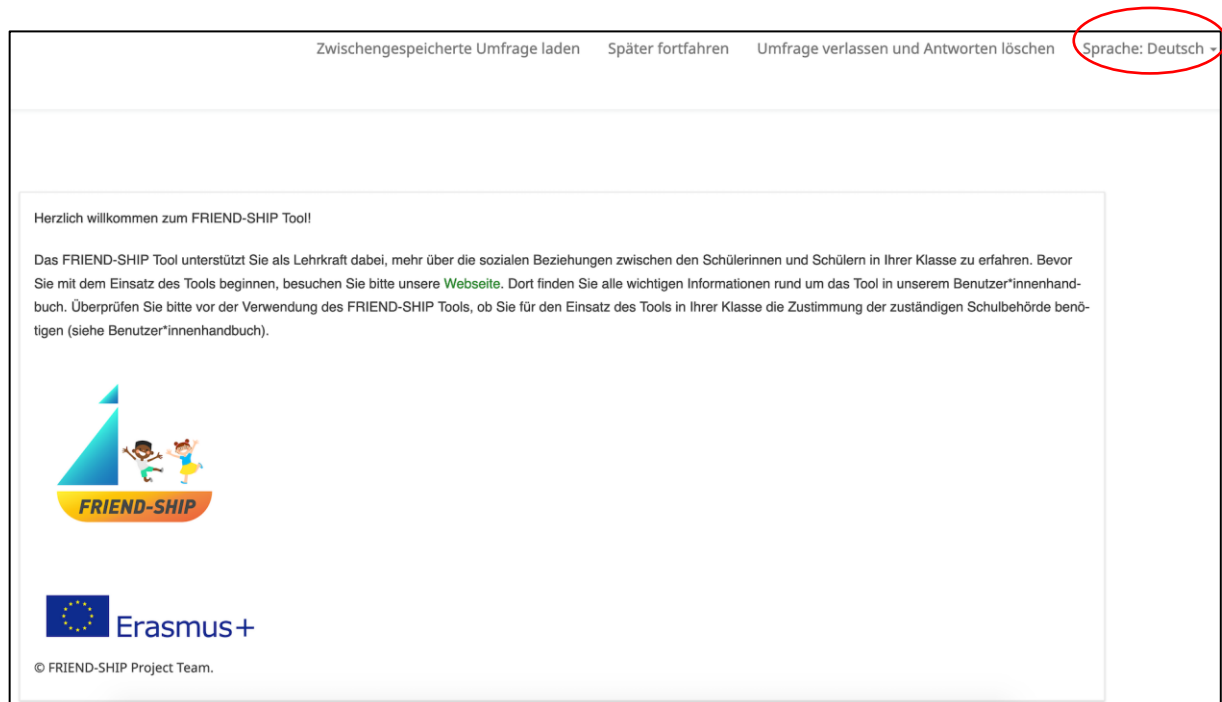 Zwischengespeicherte Umfrage laden Später fortfahren Umfrage verlassen und Antworten löschen Sprache: Deutsch
Herzlich willkommen zum FRIEND-SHIP Tool!
Das FRIEND-SHIP Tool unterstützt Sie als Lehrkraft dabei, mehr über die sozialen Beziehungen zwischen den Schülerinnen und Schülern in Ihrer Klasse zu erfahren. Bevor
Sie mit dem Einsatz des Tools beginnen, besuchen Sie bitte unsere Webseite. Dort finden Sie alle wichtigen Informationen rund um das Tool in unserem Benutzer*innenhand-
buch. Überprüfen Sie bitte vor der Verwendung des FRIEND-SHIP Tools, ob Sie für den Einsatz des Tools in Ihrer Klasse die Zustimmung der zuständigen Schulbehörde benö-
tigen (siehe Benutzer*innenhandbuch).
FRIEND-SHIP
Erasmus+
© FRIEND-SHIP Project Team.